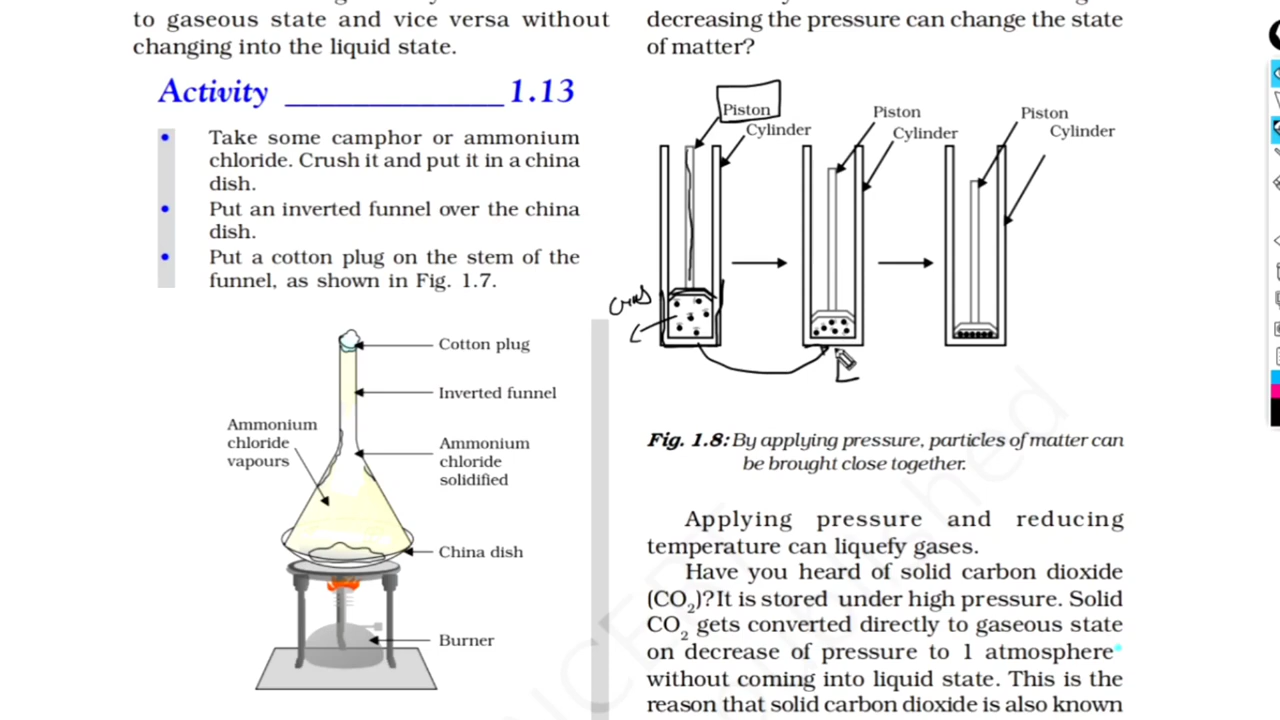 to gaseous state and vice versa without
changing into the liquid state.
Activity ______________ 1.13
• Take some camphor or ammonium
chloride. Crush it and put it in a china
dish.
• Put an inverted funnel over the china
dish.
• Put a cotton plug on the stem of the
funnel, as shown in Fig. 1.7.
Cotton plug
Inverted funnel
Ammonium
chloride
vapours
Ammonium
chloride
solidified
China dish
Burner
decreasing the pressure can change the state
of matter?
Piston
Cylinder
Piston
Cylinder
Piston
Cylinder
Fig. 1.8: By applying pressure, particles of matter can
be brought close together.
Applying pressure and reducing
temperature can liquefy gases.
Have you heard of solid carbon dioxide
(CO2)?It is stored under high pressure. Solid
CO2 gets converted directly to gaseous state
on decrease of pressure to 1 atmosphere*
without coming into liquid state. This is the
reason that solid carbon dioxide is also known